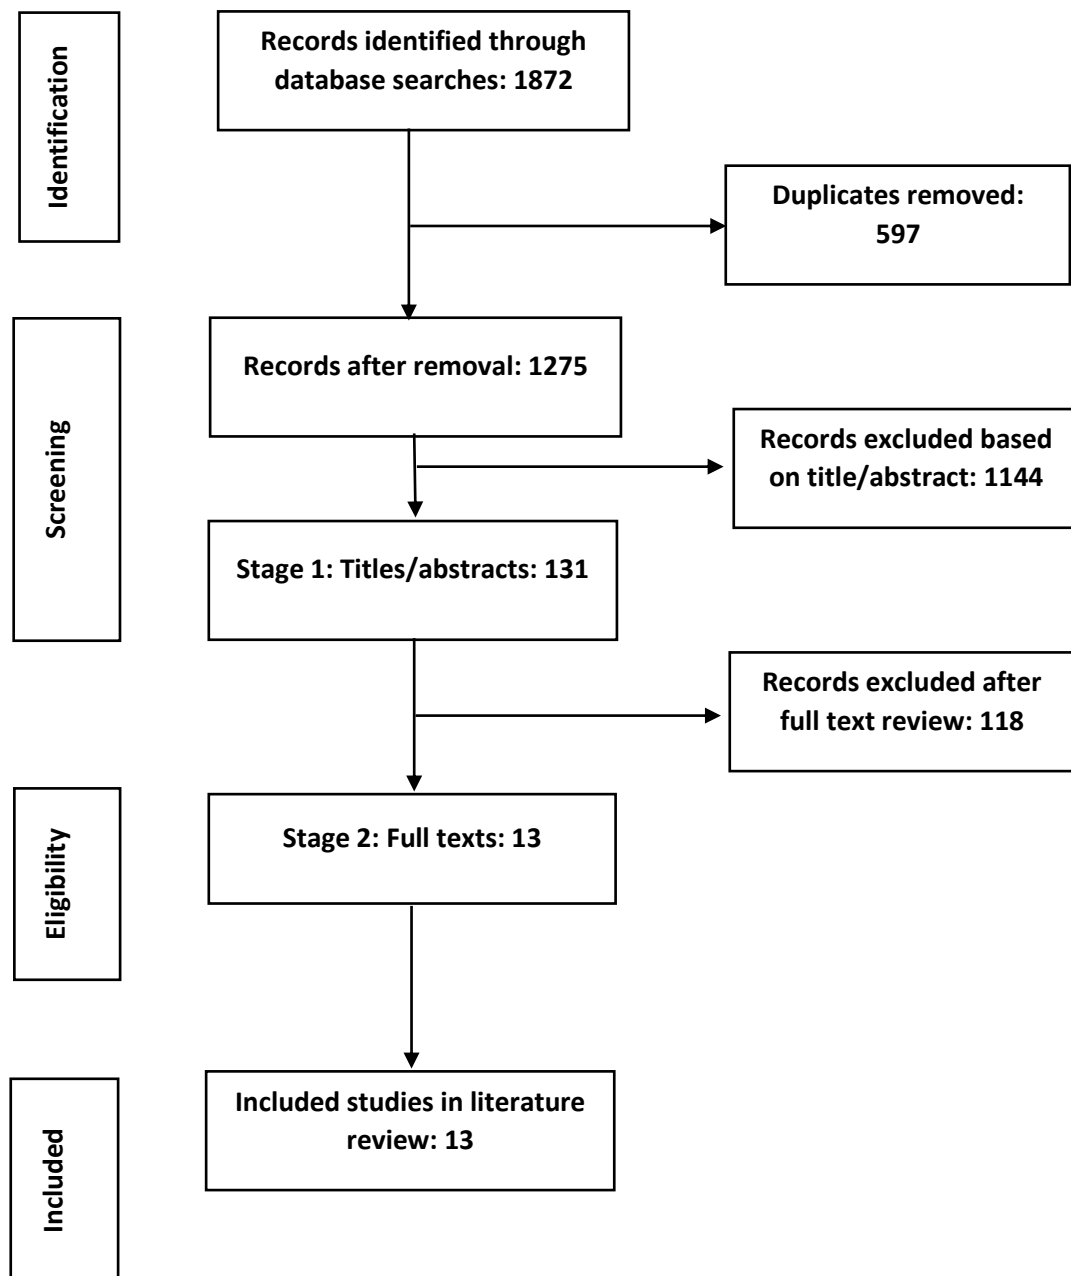 Identification
Records identified through
database searches: 1872
Duplicates removed:
597
Screening
Records after removal: 1275
Records excluded based
on title/abstract: 1144
Stage 1: Titles/abstracts: 131
Records excluded after
full text review: 118
Eligibility
Stage 2: Full texts: 13
Included
Included studies in literature
review: 13